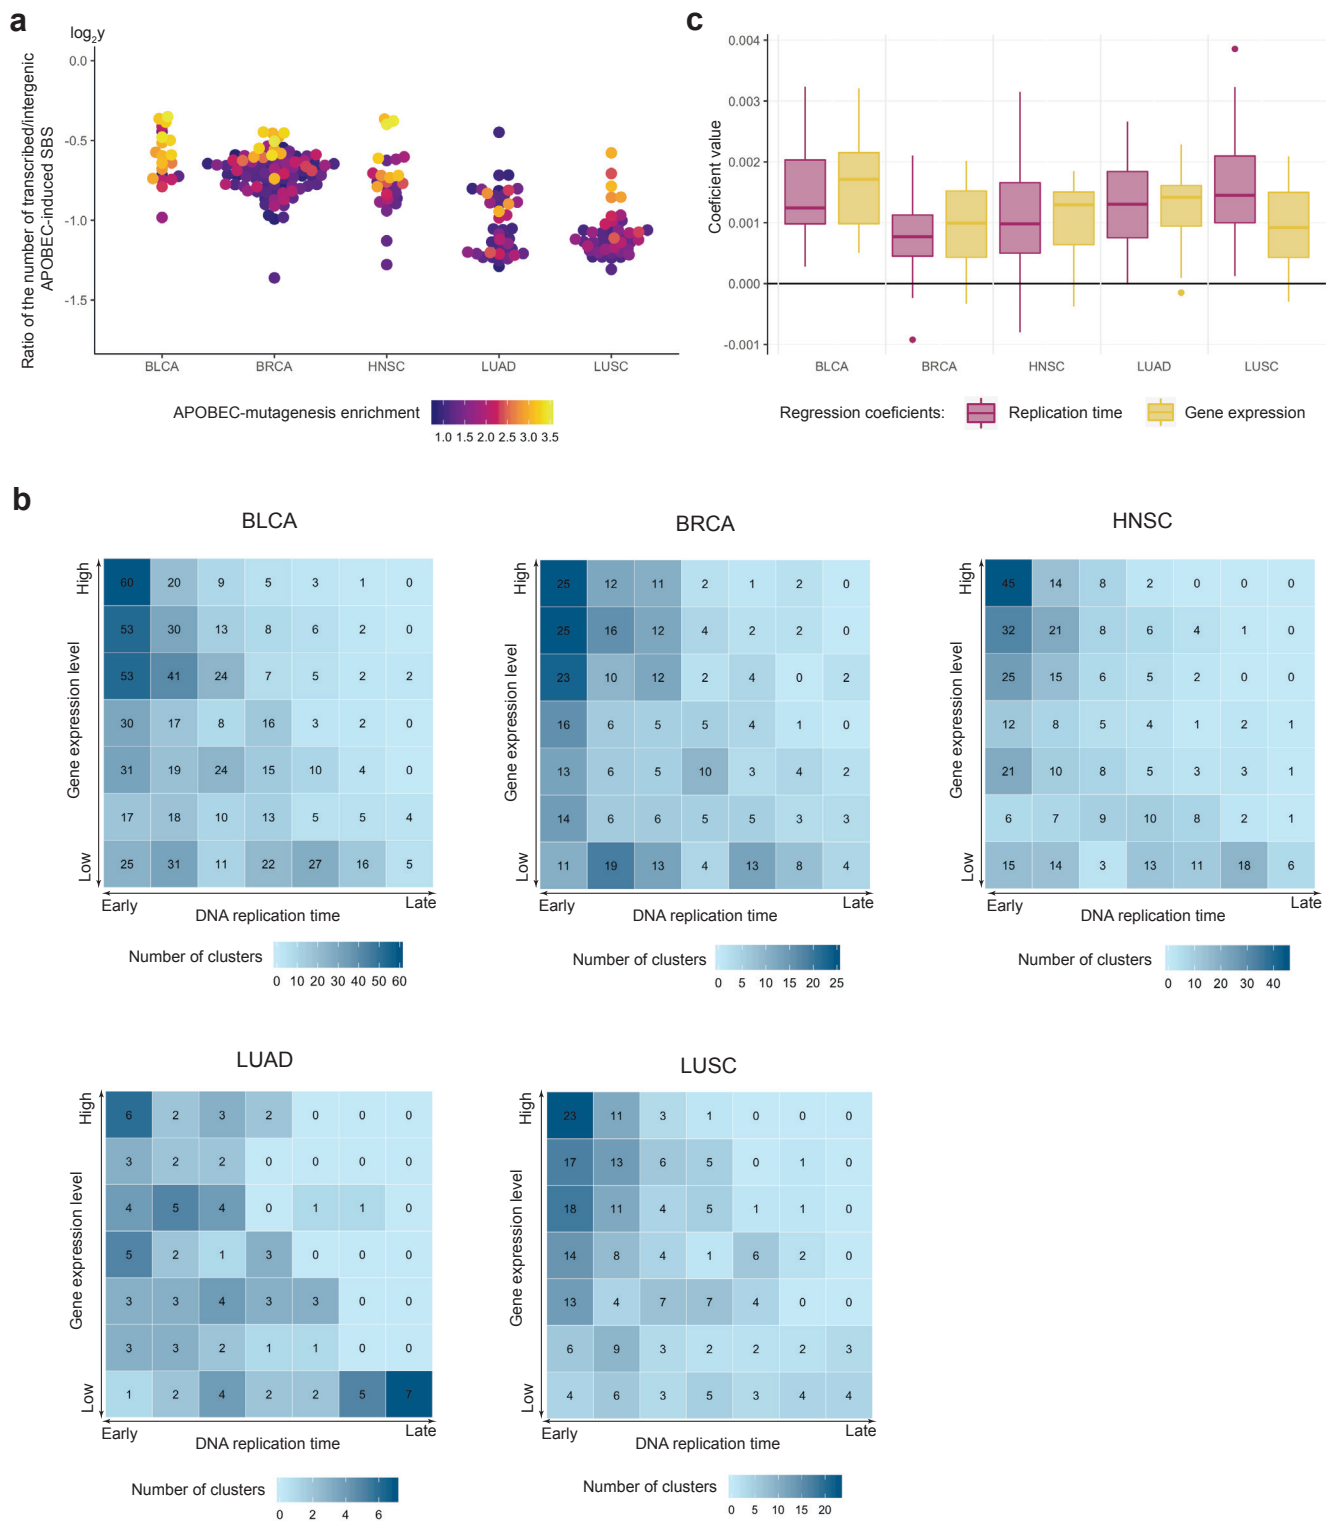 a
log2y
Ratio of the number of transcribed/intergenic
APOBEC-induced SBS
0.0
-0.5
-1.0
-1.5
BLCA BRCA HNSC LUAD LUSC
APOBEC-mutagenesis enrichment
1.0 1.5 2.0 2.5 3.0 3.5
c
Coefficient value
0.004
0.003
0.002
0.001
0.000
-0.001
BLCA BRCA HNSC LUAD LUSC
Regression coeficients: Replication time Gene expression
b
BLCA
High
Gene expression level
Low
60 20 9 5 3 1 0
53 30 13 8 6 2 0
53 41 24 7 5 2 2
30 17 8 16 3 2 0
31 19 24 15 10 4 0
17 18 10 13 5 5 4
25 31 11 22 27 16 5
Early Late
DNA replication time
Number of clusters
0 10 20 30 40 50 60
BRCA
High
Gene expression level
Low
25 12 11 2 1 2 0
25 16 12 4 2 2 0
23 10 12 2 4 0 2
16 6 5 5 4 1 0
13 6 5 10 3 4 2
14 6 6 5 5 3 3
11 19 13 4 13 8 4
Early Late
DNA replication time
Number of clusters
0 5 10 15 20 25
HNSC
High
Gene expression level
Low
45 14 8 2 0 0 0
32 21 8 6 4 1 0
25 15 6 5 2 0 0
12 8 5 4 1 2 1
21 10 8 5 3 3 1
6 7 9 10 8 2 1
15 14 3 13 11 18 6
Early Late
DNA replication time
Number of clusters
0 10 20 30 40
LUAD
High
Gene expression level
Low
6 2 3 2 0 0 0
3 2 2 0 0 0 0
4 5 4 0 1 1 0
5 2 1 3 0 0 0
3 3 4 3 3 0 0
3 3 2 1 1 0 0
1 2 4 2 2 5 7
Early Late
DNA replication time
Number of clusters
0 2 4 6
LUSC
High
Gene expression level
Low
23 11 3 1 0 0 0
17 13 6 5 0 1 0
18 11 4 5 1 1 0
14 8 4 1 6 2 0
13 4 7 7 4 0 0
6 9 3 2 2 2 3
4 6 3 5 3 4 4
Early Late
DNA replication time
Number of clusters
0 5 10 15 20